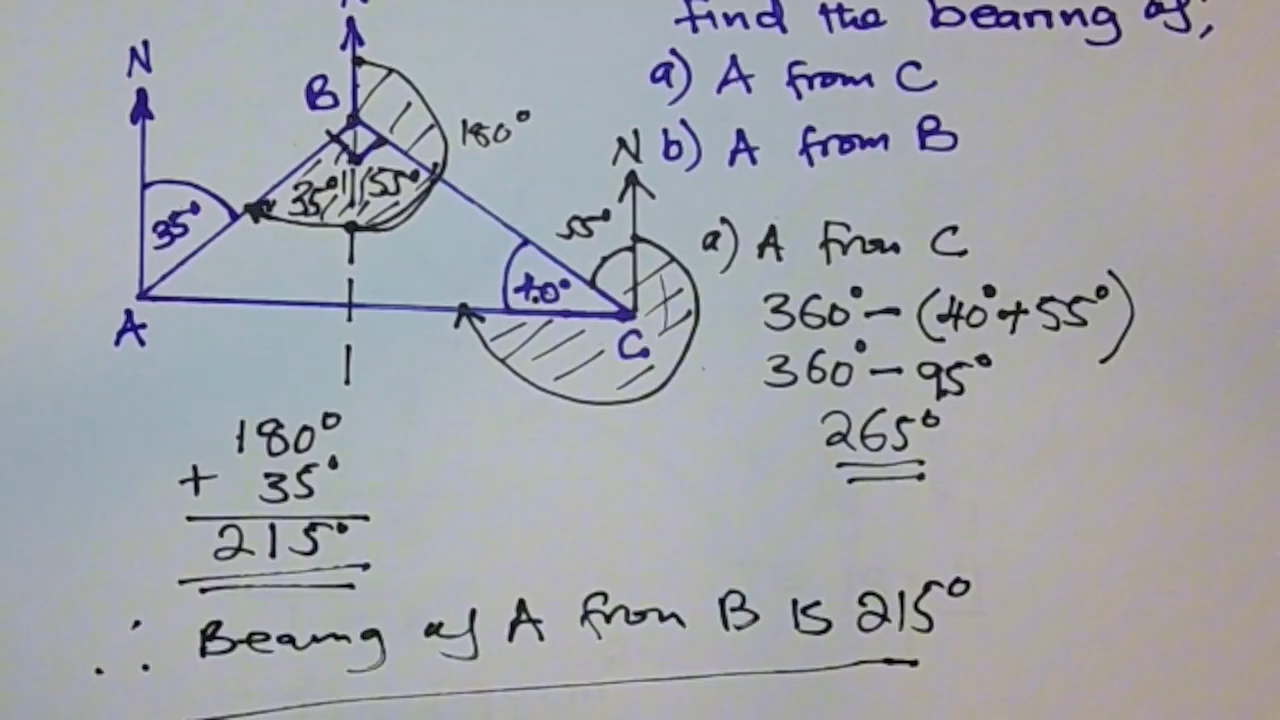 find the bearing of;
a) A from C
b) A from B
N
N
B
180°
35°
55°
35°
55°
40°
A
C
a) A from C
360° - (40° + 55°)
360° - 95°
265°
180°
+ 35°
215°
∴ Bearing of A from B is 215°